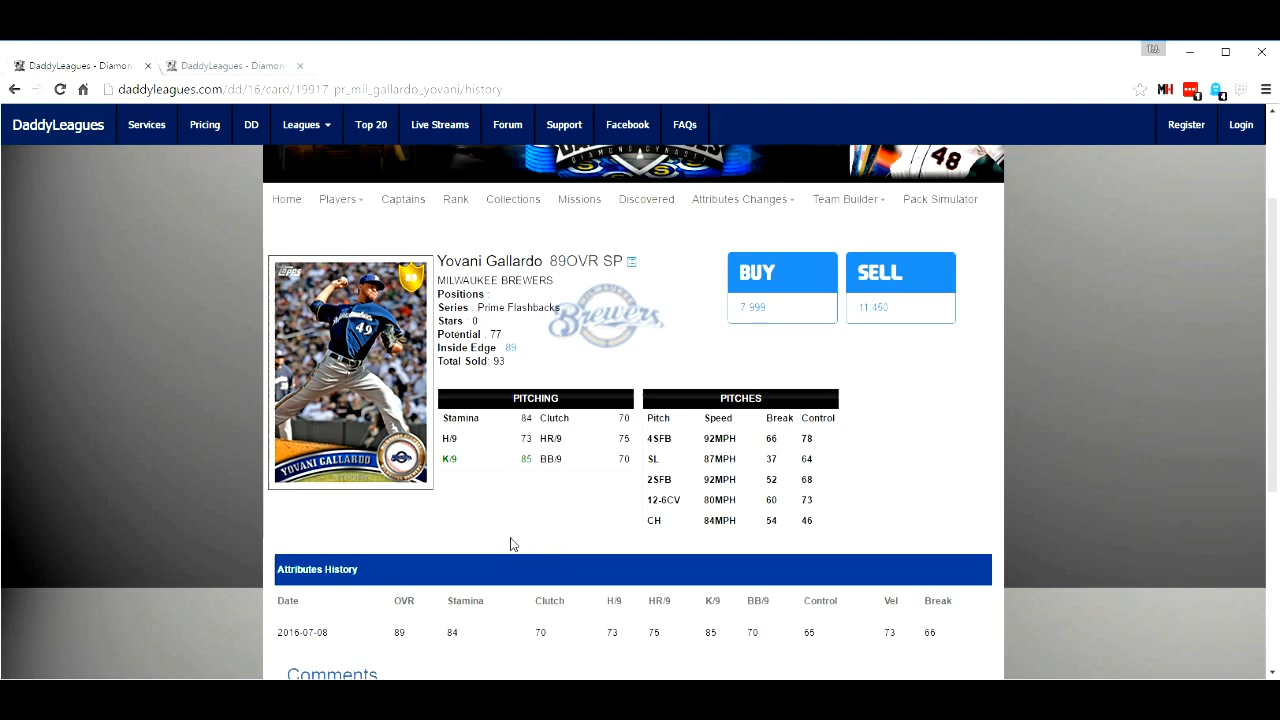 DaddyLeagues - Diamon
DaddyLeagues - Diamon
daddyleagues.com/dd/16/card/19917 pr_mil_gallardo_yovani/history
DaddyLeagues Services Pricing DD Leagues Top 20 Live Streams Forum Support Facebook FAQs Register Login
DIAMOND DYNASTY
48
Home Players Captains Rank Collections Missions Discovered Attributes Changes Team Builder Pack Simulator
Yovani Gallardo 89OVR SP
MILWAUKEE BREWERS
Positions :
Series : Prime Flashbacks
Stars : 0
Potential : 77
Inside Edge : 89
Total Sold: 93
Brewers
BUY
7 999
SELL
11 450
Topps
49
YOVANI GALLARDO
PITCHING
Stamina 84 Clutch 70
H/9 73 HR/9 75
K/9 85 BB/9 70
PITCHES
Pitch Speed Break Control
4SFB 92MPH 66 78
SL 87MPH 37 64
2SFB 92MPH 52 68
12-6CV 80MPH 60 73
CH 84MPH 54 46
Attributes History
Date OVR Stamina Clutch H/9 HR/9 K/9 BB/9 Control Vel Break
2016-07-08 89 84 70 73 75 85 70 65 73 66
Comments